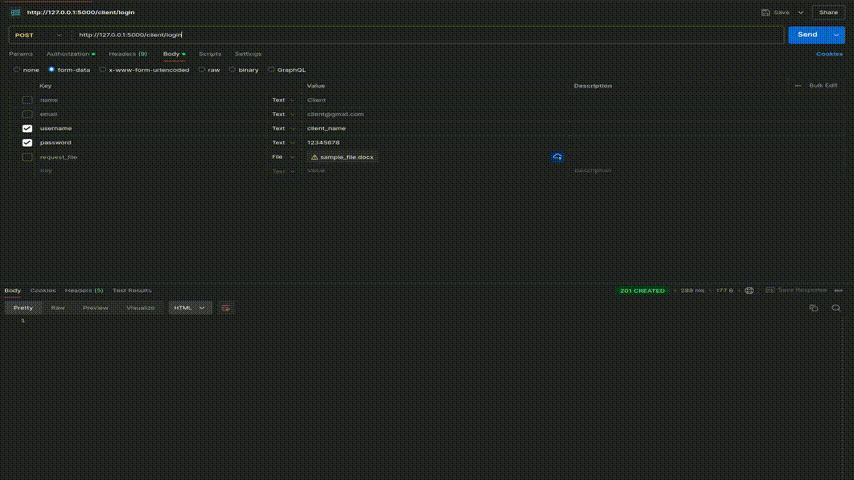 http://127.0.0.1:5000/client/login Save Share
POST http://127.0.0.1:5000/client/login Send
Params Authorization Headers (9) Body Scripts Settings Cookies
none form-data x-www-form-urlencoded raw binary GraphQL
Key Value Description Bulk Edit
name Text Client
email Text client@gmail.com
username Text client_name
password Text 12345678
request_file File sample_file.docx
Key Text Value Description
Body Cookies Headers (5) Test Results 201 CREATED 288 ms 177 B Save Response
Pretty Raw Preview Visualize HTML
1